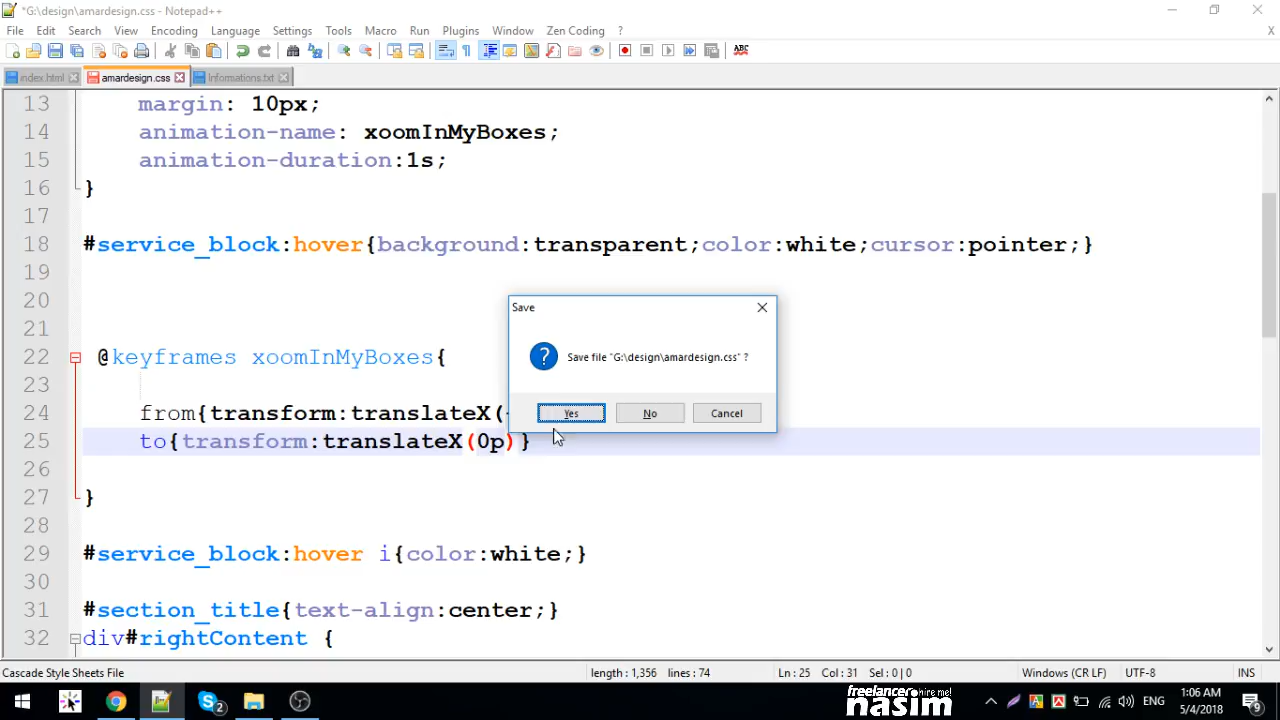 *G:\design\amardesign.css - Notepad++
File Edit Search View Encoding Language Settings Tools Macro Run Plugins Window Zen Coding ? X
ABC
index.html amardesign.css Informations.txt
13 margin: 10px;
14 animation-name: xoomInMyBoxes;
15 animation-duration:1s;
16 }
17
18 #service_block:hover{background:transparent;color:white;cursor:pointer;}
19
20
21
22 @keyframes xoomInMyBoxes{
23
24 from{transform:translateX(
25 to{transform:translateX(0p)}
26
27 }
28
29 #service_block:hover i{color:white;}
30
31 #section_title{text-align:center;}
32 div#rightContent {
Save
Save file "G:\design\amardesign.css" ?
Yes No Cancel
Cascade Style Sheets File length : 1,356 lines : 74 Ln : 25 Col : 31 Sel : 0 | 0 Windows (CR LF) UTF-8 INS
2
freelancer hire me!
nasim
ENG
1:06 AM
5/4/2018
9